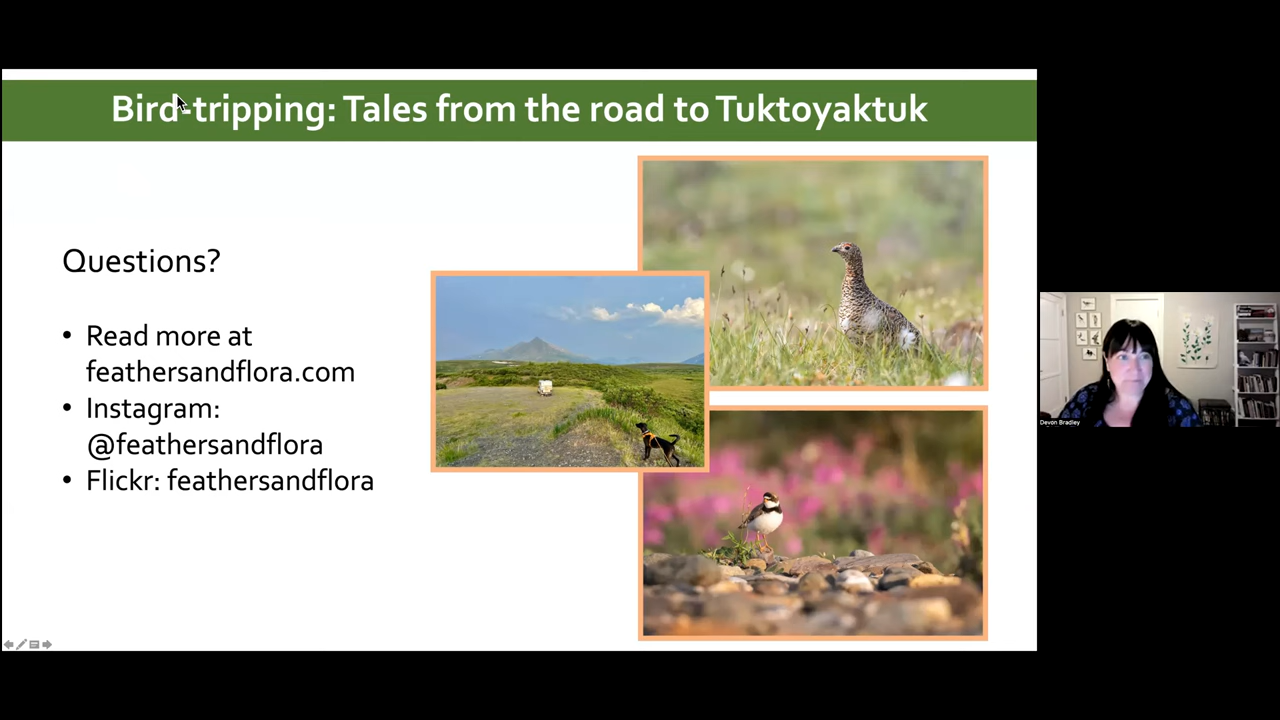 Bird-tripping: Tales from the road to Tuktoyaktuk
Questions?
• Read more at
feathersandflora.com
• Instagram:
@feathersandflora
• Flickr: feathersandflora
Devon Bradley